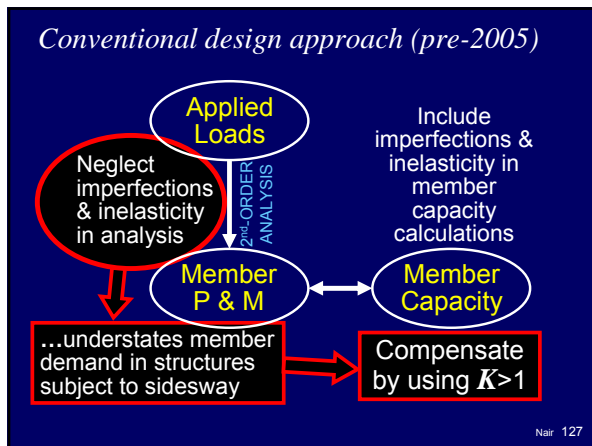 Conventional design approach (pre-2005)
Applied
Loads
Include
imperfections &
inelasticity in
member
capacity
calculations
Neglect
imperfections
& inelasticity
in analysis
2nd-ORDER
ANALYSIS
Member
P & M
Member
Capacity
...understates member
demand in structures
subject to sidesway
Compensate
by using K>1
Nair 127